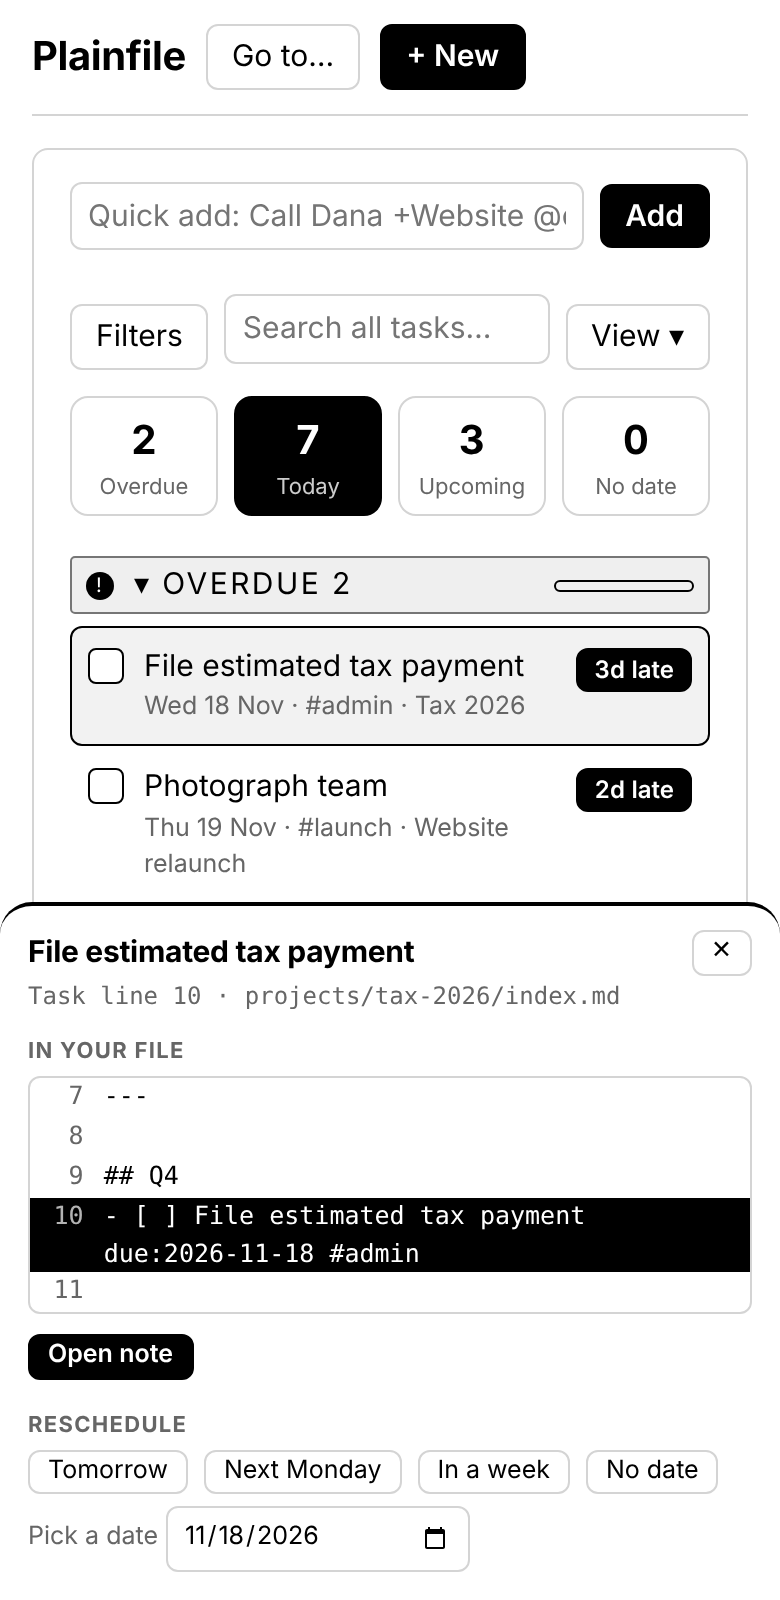 Plainfile Go to... + New
Quick add: Call Dana +Website
Add
Filters
Search all tasks...
View ▾
2 7 3 0
Overdue Today Upcoming No date
! ▼ OVERDUE 2
File estimated tax payment 3d late
Wed 18 Nov · #admin · Tax 2026
Photograph team 2d late
Thu 19 Nov · #launch · Website
relaunch
File estimated tax payment ✕
Task line 10 · projects/tax-2026/index.md
IN YOUR FILE
7 ---
8
9 ## Q4
10 - [ ] File estimated tax payment
due:2026-11-18 #admin
11
Open note
RESCHEDULE
Tomorrow Next Monday In a week No date
Pick a date 11/18/2026